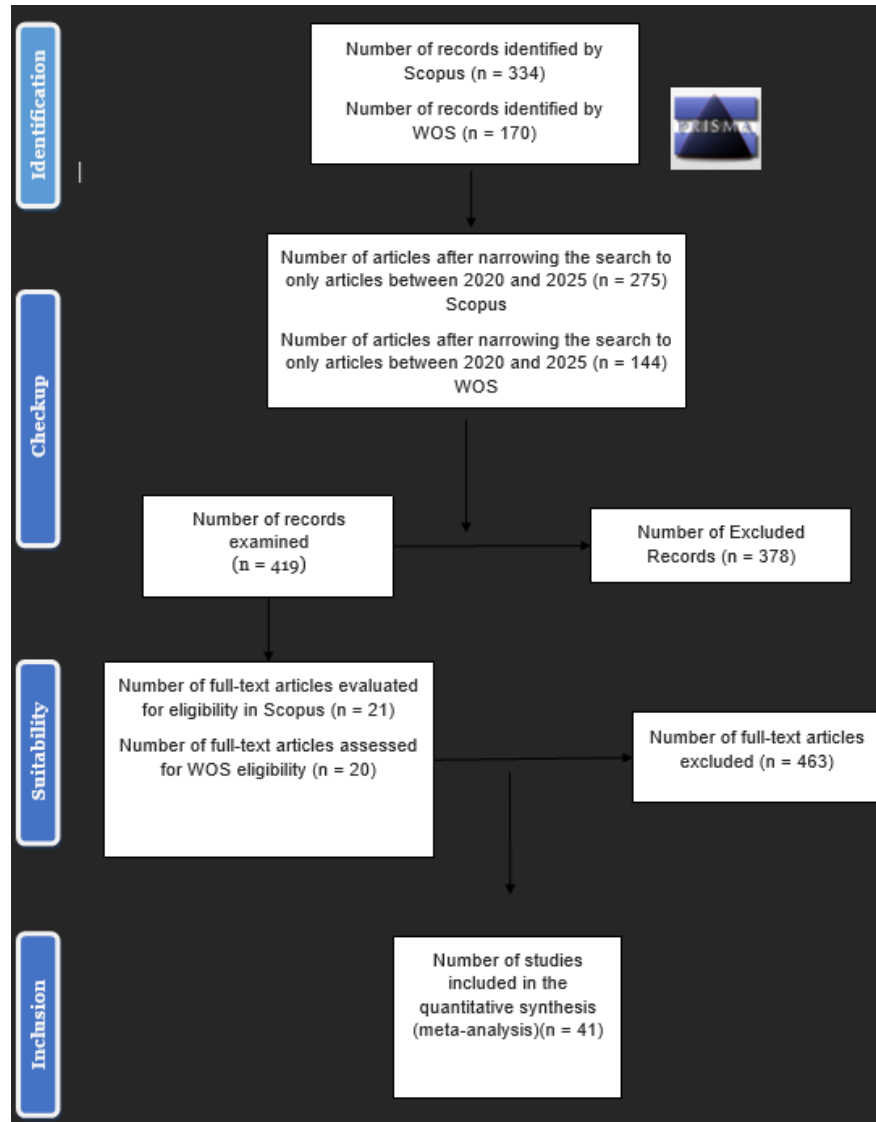 Identification
Number of records identified by
Scopus (n = 334)
Number of records identified by
WOS (n = 170)
PRISMA
Number of articles after narrowing the search to
only articles between 2020 and 2025 (n = 275)
Scopus
Number of articles after narrowing the search to
only articles between 2020 and 2025 (n = 144)
WOS
Checkup
Number of records
examined
(n = 419)
Number of Excluded
Records (n = 378)
Suitability
Number of full-text articles evaluated
for eligibility in Scopus (n = 21)
Number of full-text articles assessed
for WOS eligibility (n = 20)
Number of full-text articles
excluded (n = 463)
Inclusion
Number of studies
included in the
quantitative synthesis
(meta-analysis)(n = 41)